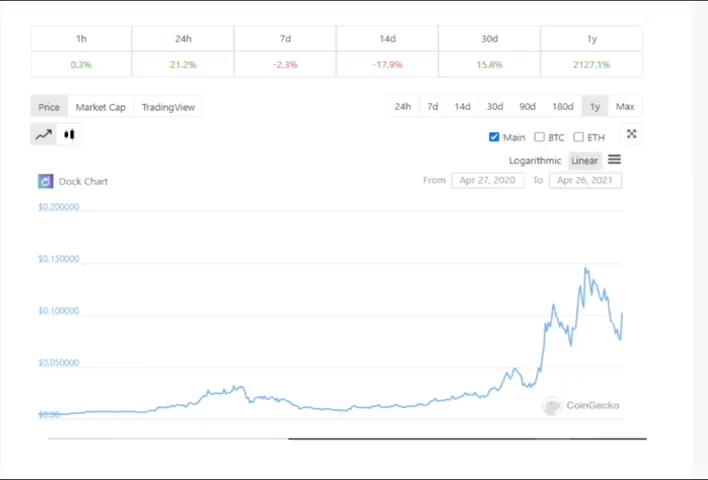 1h 24h 7d 14d 30d 1y
0.3% 21.2% -2.3% -17.9% 15.8% 2127.1%
Price Market Cap TradingView 24h 7d 14d 30d 90d 180d 1y Max
Main BTC ETH
Logarithmic Linear
Dock Chart From Apr 27, 2020 To Apr 26, 2021
$0.200000
$0.150000
$0.100000
$0.050000
$0.00
CoinGecko